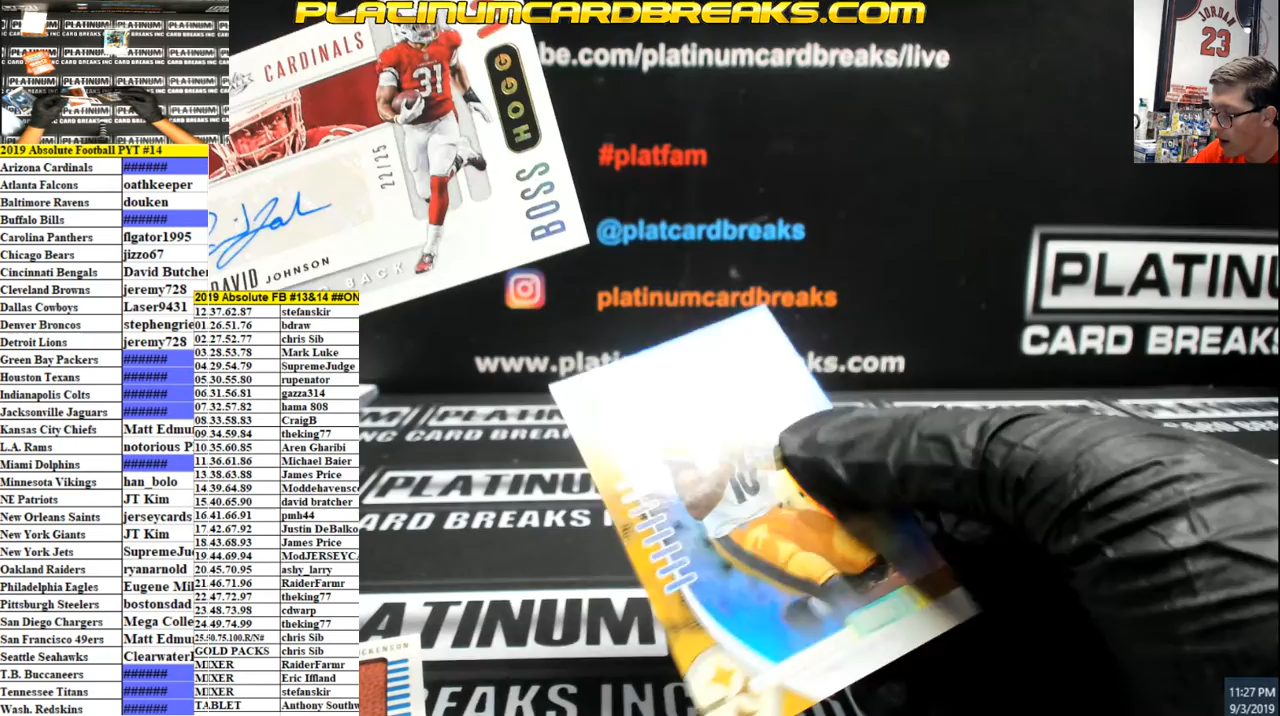 PLATINUMCARDBREAKS.COM
be.com/platinumcardbreaks/live
#platfam
@platcardbreaks
platinumcardbreaks
www.plati
breaks.com
PLATINU
CARD BREAKS
JORDAN
23
CARDINALS
31
22/25
BOSS HOGG
DAVID JOHNSON
BACK
10
PLATINUM
CARD BREAKS
PLATINUM
BREAKS INC
2019 Absolute Football PYT #14
Arizona Cardinals ######
Atlanta Falcons oathkeeper
Baltimore Ravens douken
Buffalo Bills ######
Carolina Panthers flgator1995
Chicago Bears jizzo67
Cincinnati Bengals David Butcher
Cleveland Browns jeremy728
Dallas Cowboys Laser9431
Denver Broncos stephengrie
Detroit Lions jeremy728
Green Bay Packers ######
Houston Texans ######
Indianapolis Colts ######
Jacksonville Jaguars ######
Kansas City Chiefs Matt Edmu
L.A. Rams notorious P
Miami Dolphins ######
Minnesota Vikings han_bolo
NE Patriots JT Kim
New Orleans Saints jerseycards
New York Giants JT Kim
New York Jets SupremeJu
Oakland Raiders ryanarnold
Philadelphia Eagles Eugene Mil
Pittsburgh Steelers bostonsdad
San Diego Chargers Mega Colle
San Francisco 49ers Matt Edmu
Seattle Seahawks Clearwater
T.B. Buccaneers ######
Tennessee Titans ######
Wash. Redskins ######
2019 Absolute FB #13&14 ##ON
12.37.62.87 stefanskir
01.26.51.76 bdraw
02.27.52.77 chris Sib
03.28.53.78 Mark Luke
04.29.54.79 SupremeJudge
05.30.55.80 rupenator
06.31.56.81 gazza314
07.32.57.82 hama 808
08.33.58.83 CraigB
09.34.59.84 theking77
10.35.60.85 Aren Gharibi
11.36.61.86 Michael Baier
13.38.63.88 James Price
14.39.64.89 Moddehavensc
15.40.65.90 david bratcher
16.41.66.91 pmh44
17.42.67.92 Justin DeBalko
18.43.68.93 James Price
19.44.69.94 ModJERSEYCA
20.45.70.95 ashy_larry
21.46.71.96 RaiderFarmr
22.47.72.97 theking77
23.48.73.98 cdwarp
24.49.74.99 theking77
25.50.75.100.R/N# chris Sib
GOLD PACKS chris Sib
MIXER RaiderFarmr
MIXER Eric Iffland
MIXER stefanskir
TABLET Anthony Southw
11:27 PM
9/3/2019